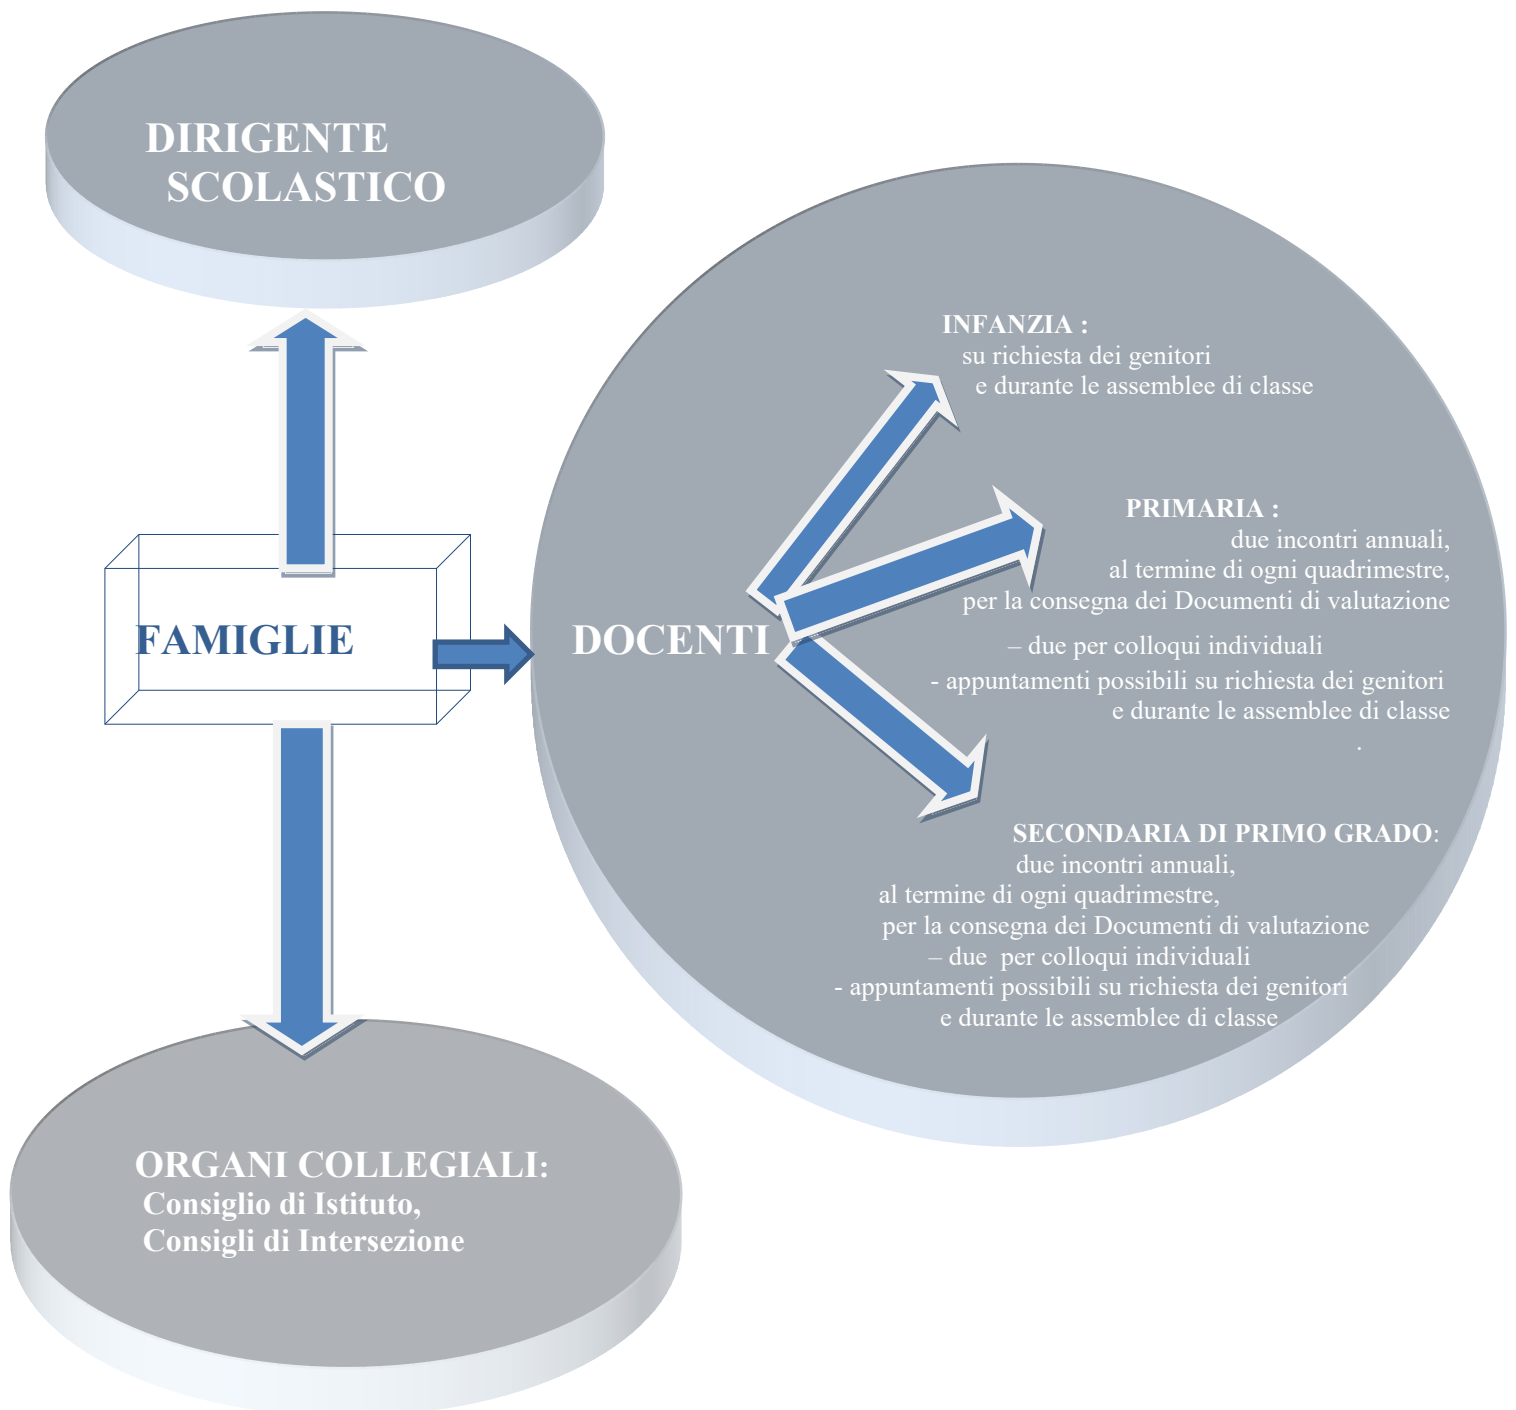 DIRIGENTE
SCOLASTICO
INFANZIA :
su richiesta dei genitori
e durante le assemblee di classe
PRIMARIA :
due incontri annuali,
al termine di ogni quadrimestre,
per la consegna dei Documenti di valutazione
– due per colloqui individuali
- appuntamenti possibili su richiesta dei genitori
e durante le assemblee di classe
.
FAMIGLIE
DOCENTI
SECONDARIA DI PRIMO GRADO:
due incontri annuali,
al termine di ogni quadrimestre,
per la consegna dei Documenti di valutazione
– due per colloqui individuali
- appuntamenti possibili su richiesta dei genitori
e durante le assemblee di classe
ORGANI COLLEGIALI:
Consiglio di Istituto,
Consigli di Intersezione